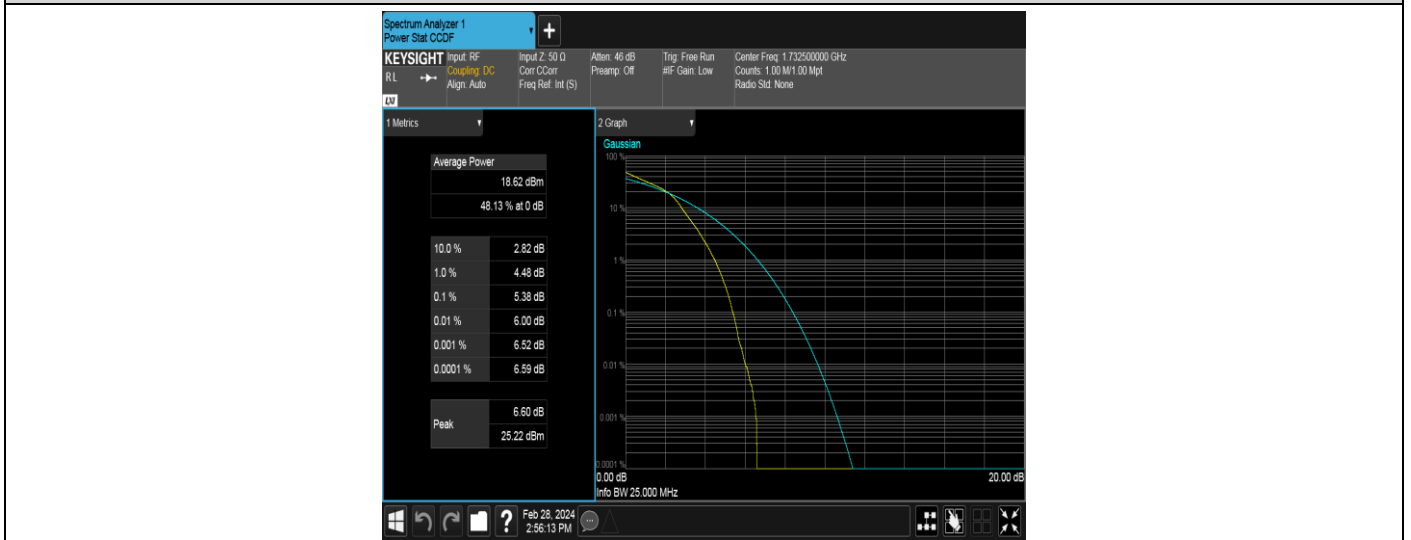 Spectrum Analyzer 1
Power Stat CCDF
+
KEYSIGHT
RL
LXI
Input: RF
Coupling: DC
Align: Auto
Input Z: 50 Ω
Corr CCorr
Freq Ref: Int (S)
Atten: 46 dB
Preamp: Off
Trig: Free Run
#IF Gain: Low
Center Freq: 1.732500000 GHz
Counts: 1.00 M/1.00 Mpt
Radio Std: None
1 Metrics
Average Power
18.62 dBm
48.13 % at 0 dB
10.0 % 2.82 dB
1.0 % 4.48 dB
0.1 % 5.38 dB
0.01 % 6.00 dB
0.001 % 6.52 dB
0.0001 % 6.59 dB
Peak
6.60 dB
25.22 dBm
2 Graph
Gaussian
100 %
10 %
1 %
0.1 %
0.01 %
0.001 %
0.0001 %
0.00 dB 20.00 dB
Info BW 25.000 MHz
?
Feb 28, 2024
2:56:13 PM